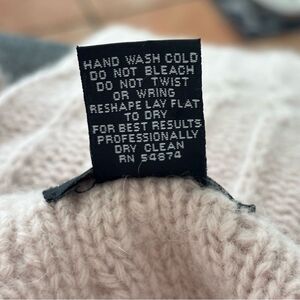 HAND WASH COLD
DO NOT BLEACH
DO NOT TWIST
OR WRING
RESHAPE LAY FLAT
TO DRY
FOR BEST RESULTS
PROFESSIONALLY
DRY CLEAN
RN 54874